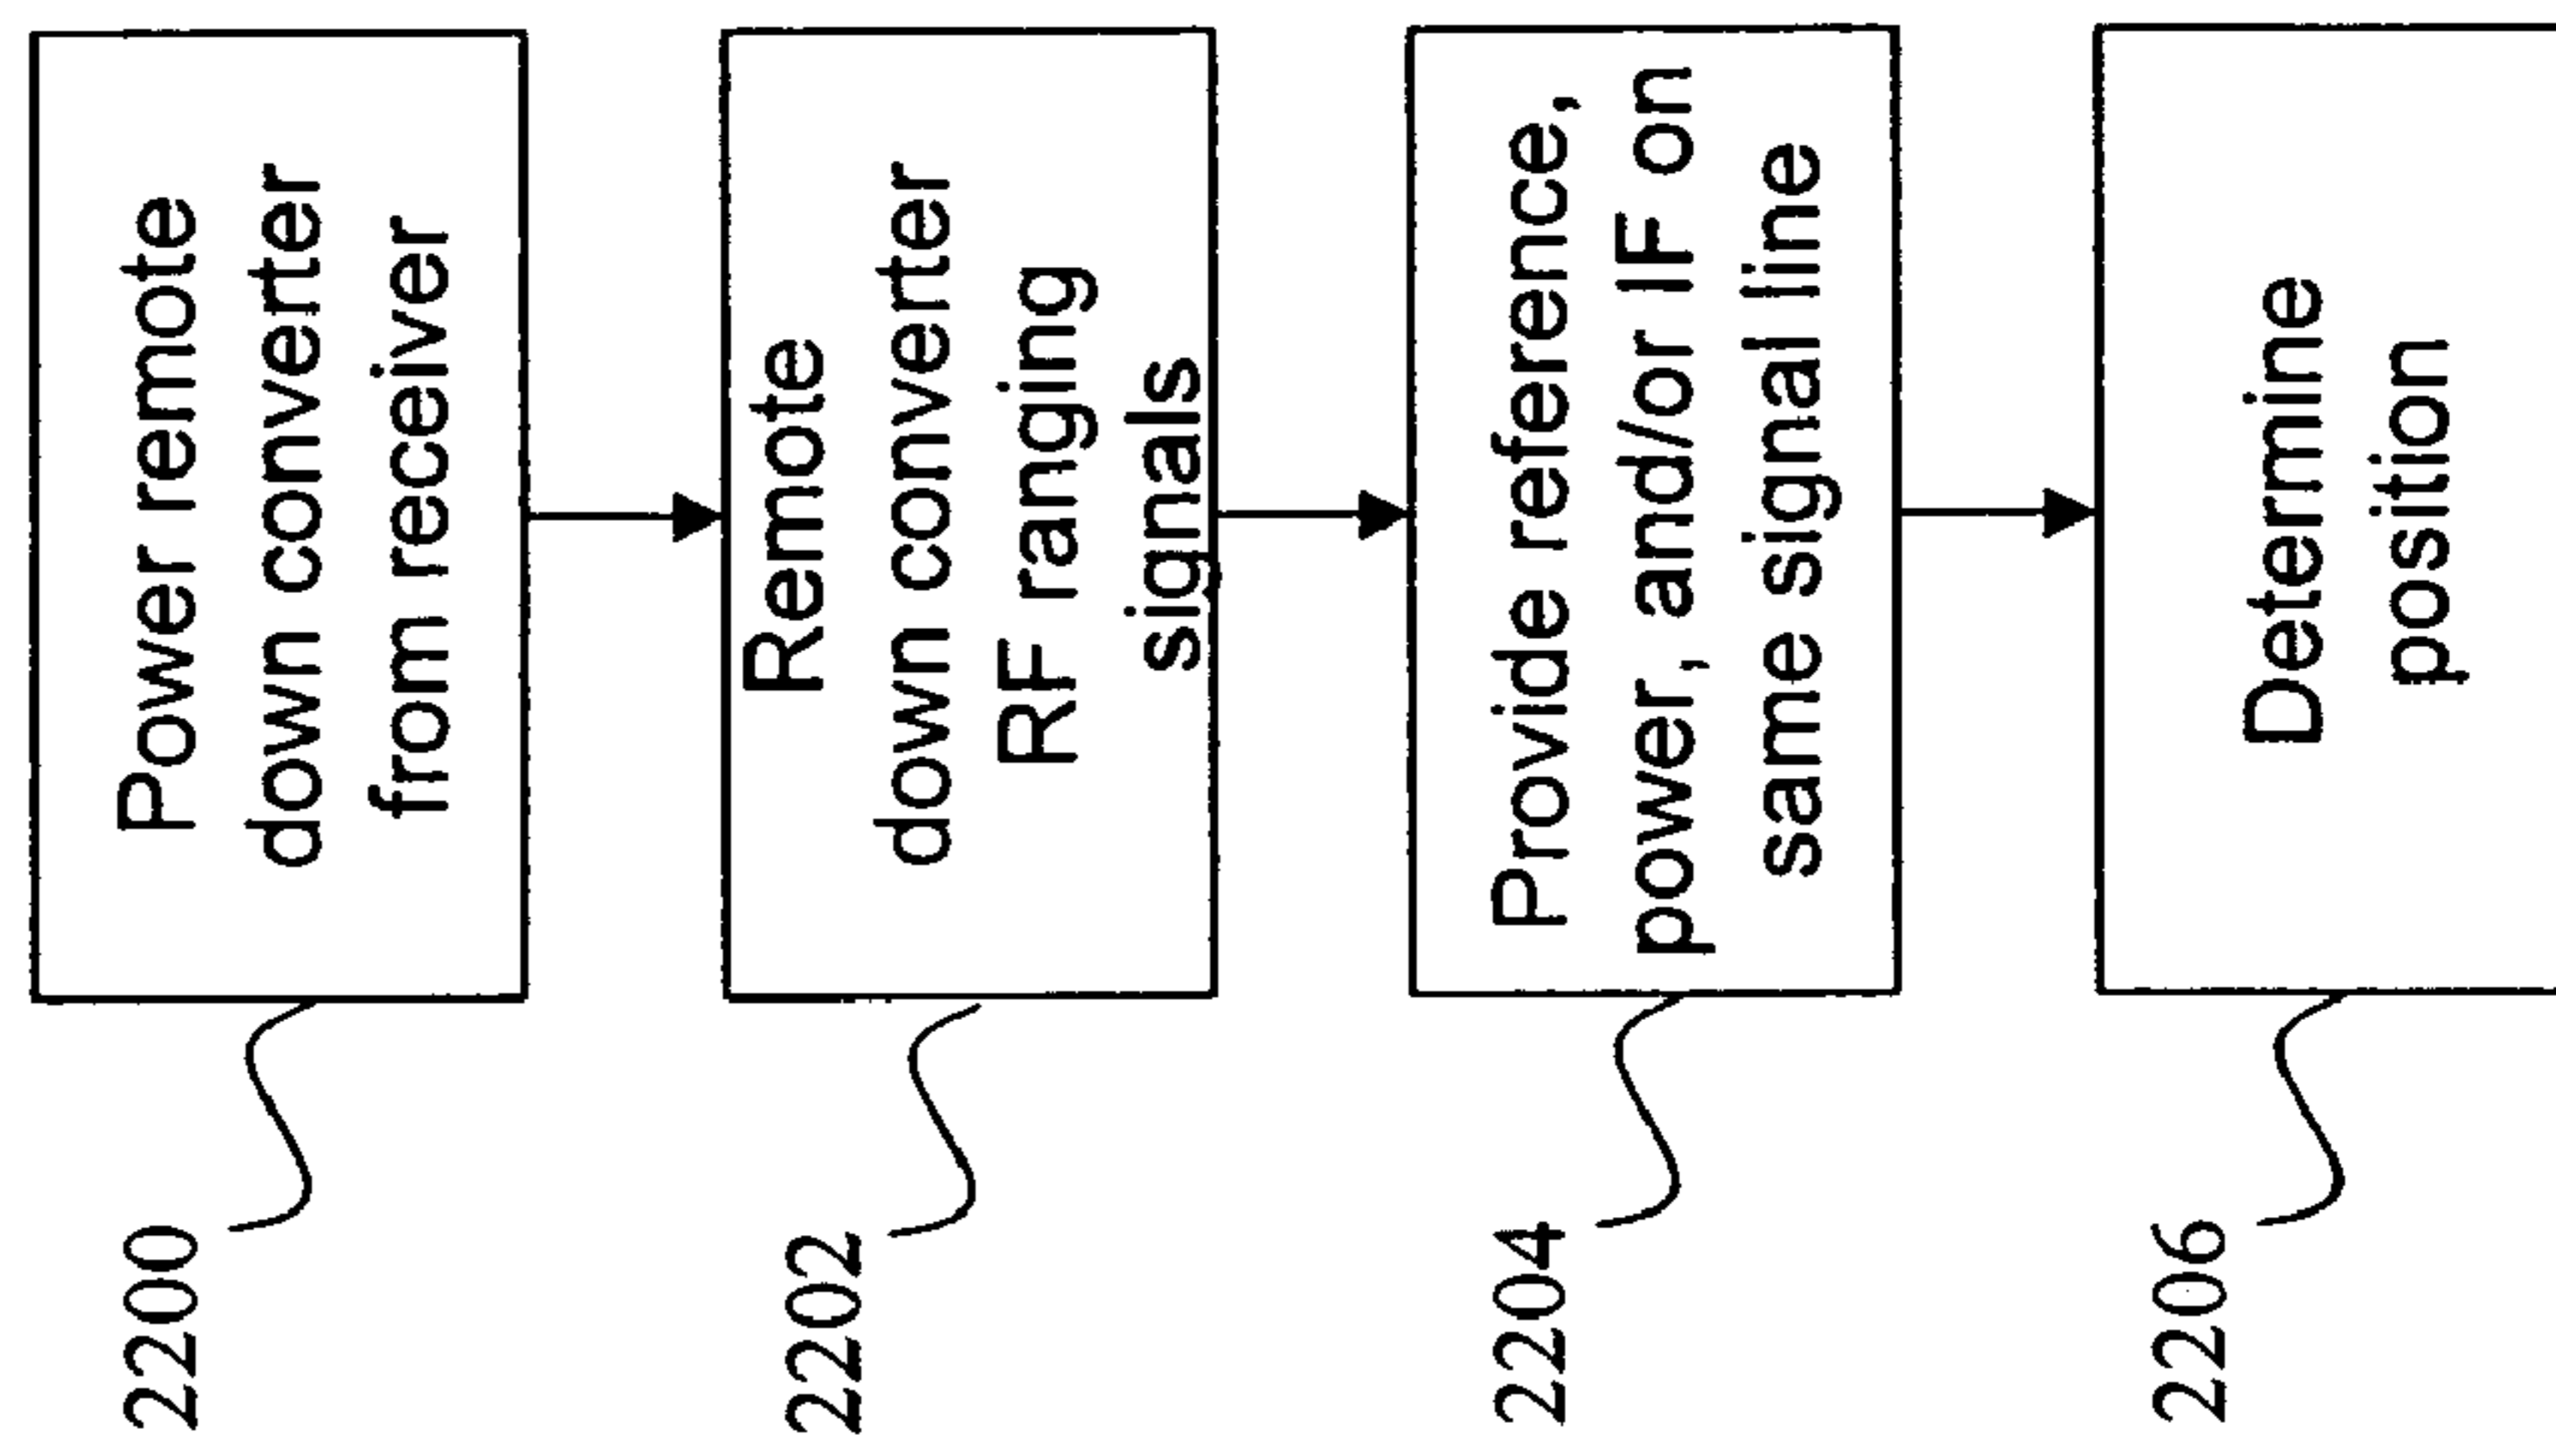 2200
Power remote
down converter
from receiver
2202
Remote
down converter
RF ranging
signals
2204
Provide reference,
power, and/or IF on
same signal line
2206
Determine
position